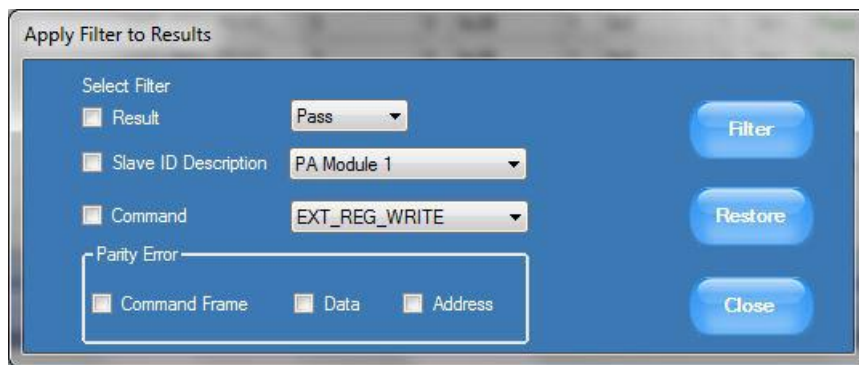 Apply Filter to Results
Select Filter
Result Pass Filter
Slave ID Description PA Module 1
Command EXT_REG_WRITE Restore
Parity Error
Command Frame Data Address Close